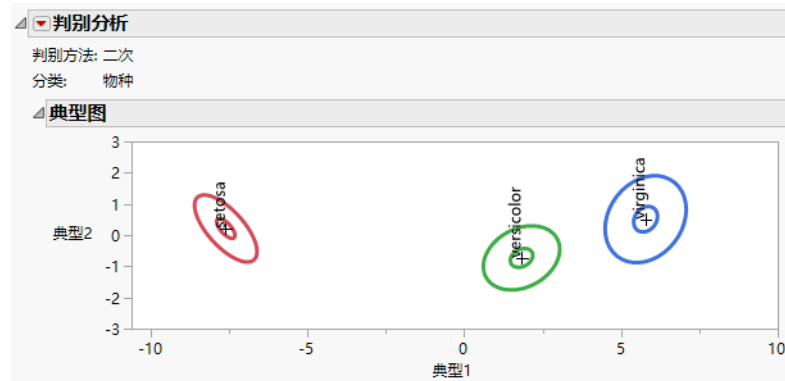 判别分析
判别方法: 二次
分类: 物种
典型图
3
2
1
0
-1
-2
-3
典型2
setosa
versicolor
virginica
-10
-5
0
5
10
典型1